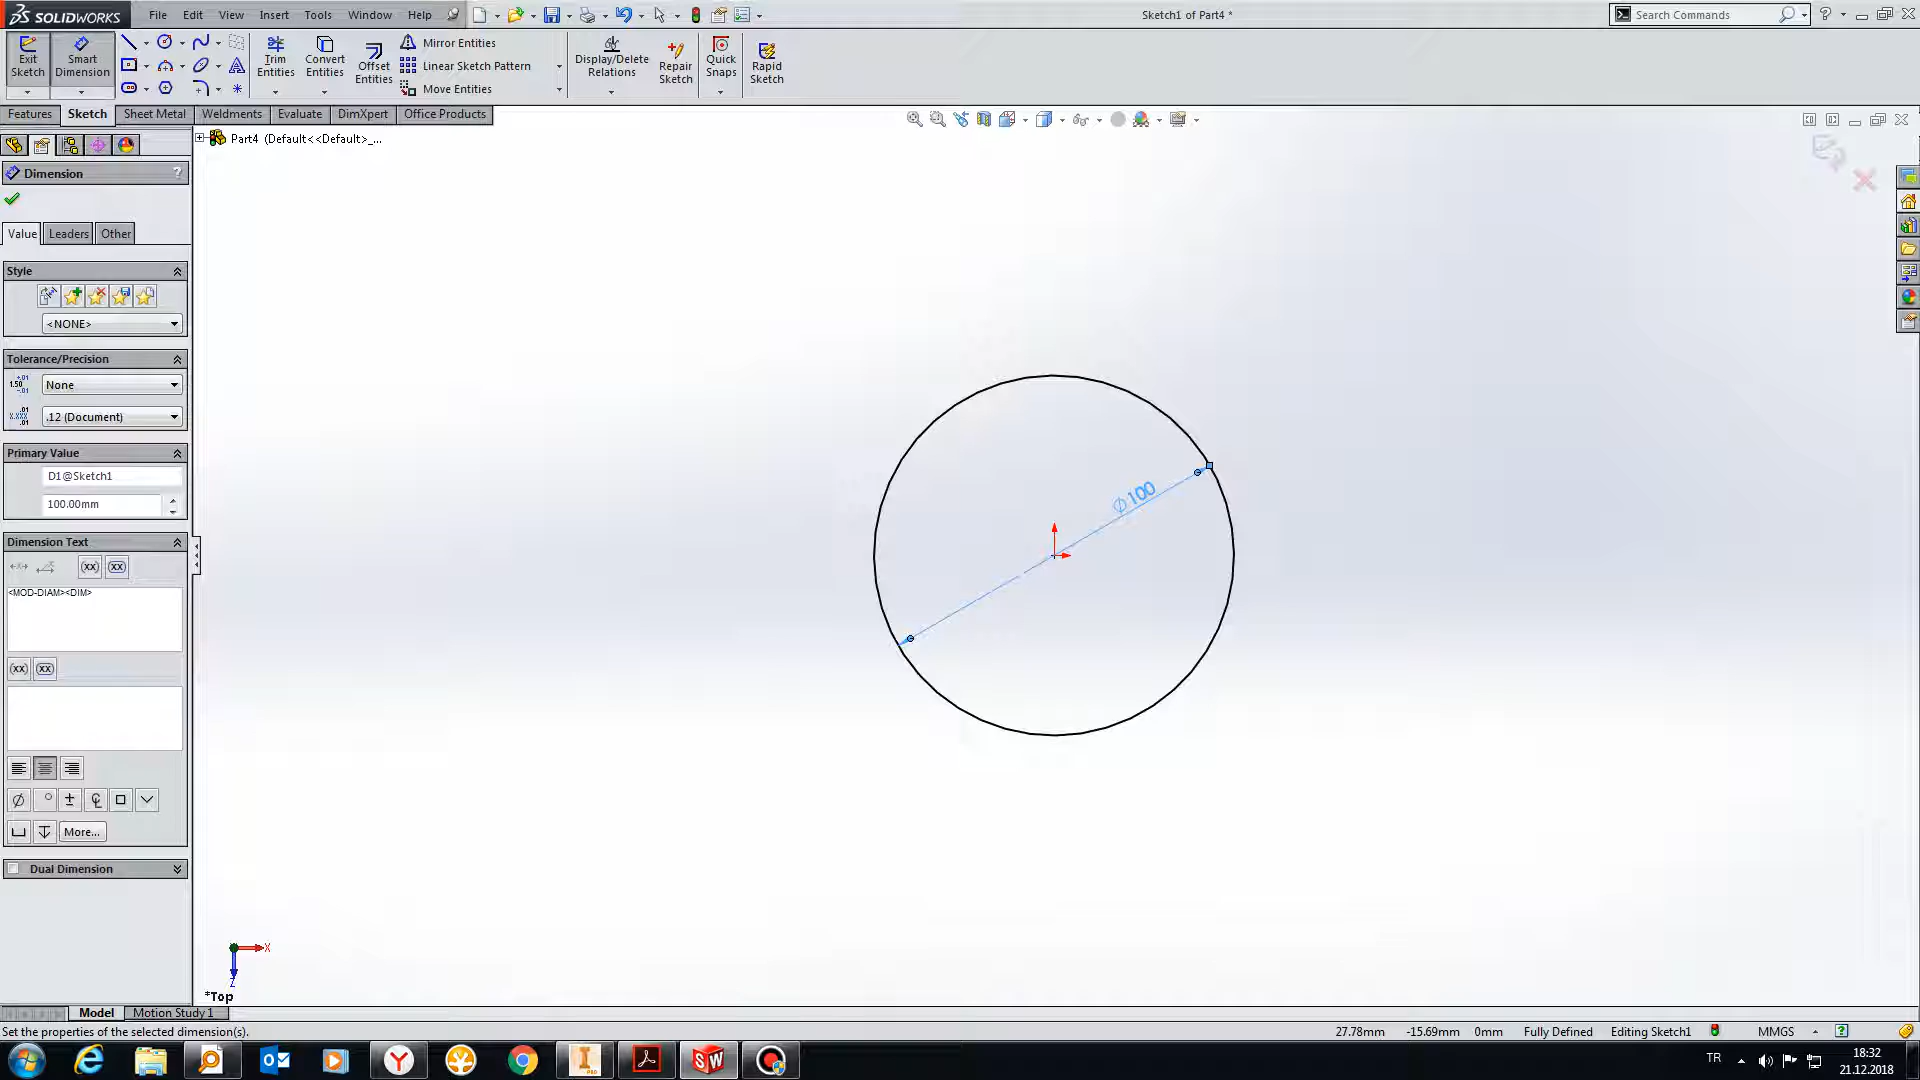 SOLIDWORKS File Edit View Insert Tools Window Help Sketch1 of Part4 * Search Commands
Exit Sketch
Smart Dimension
Trim Entities
Convert Entities
Offset Entities
Mirror Entities
Linear Sketch Pattern
Move Entities
Display/Delete Relations
Repair Sketch
Quick Snaps
Rapid Sketch
Features Sketch Sheet Metal Weldments Evaluate DimXpert Office Products
Part4 (Default<<Default>_...
Dimension ?
Value Leaders Other
Style
<NONE>
Tolerance/Precision
None
.12 (Document)
Primary Value
D1@Sketch1
100.00mm
Dimension Text
(xx) (xx)
<MOD-DIAM><DIM>
(xx) (xx)
More...
Dual Dimension
∅100
X
Z
*Top
Model Motion Study 1
Set the properties of the selected dimension(s). 27.78mm -15.69mm 0mm Fully Defined Editing Sketch1 MMGS
TR 18:32
21.12.2018